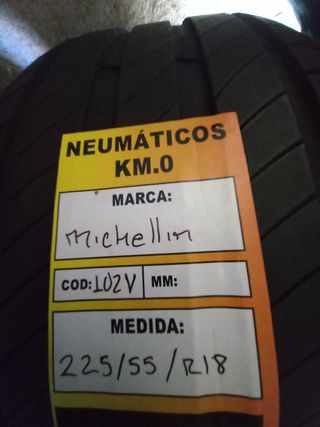 NEUMÁTICOS
KM.0
MARCA:
Michellin
COD: 102V MM:
MEDIDA:
225/55/R18